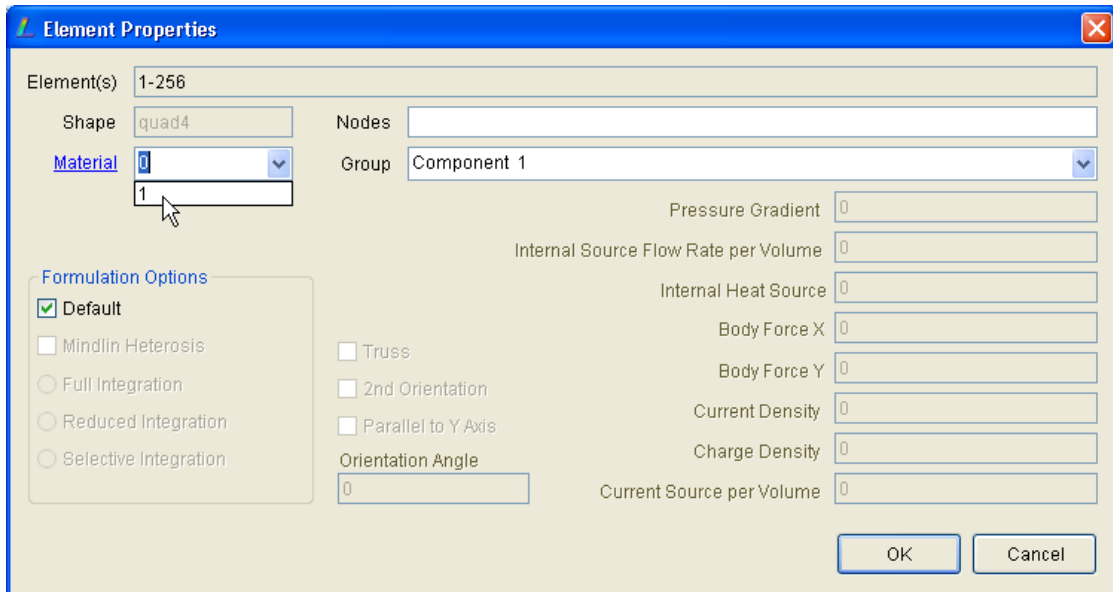 Element Properties
Element(s) 1-256
Shape quad4 Nodes
Material 0 Group Component 1
1
Pressure Gradient 0
Internal Source Flow Rate per Volume 0
Formulation Options
Internal Heat Source 0
Default
Body Force X 0
Mindlin Heterosis
Truss
Body Force Y 0
Full Integration
2nd Orientation
Current Density 0
Reduced Integration
Parallel to Y Axis
Charge Density 0
Selective Integration
Orientation Angle
0
Current Source per Volume 0
OK Cancel